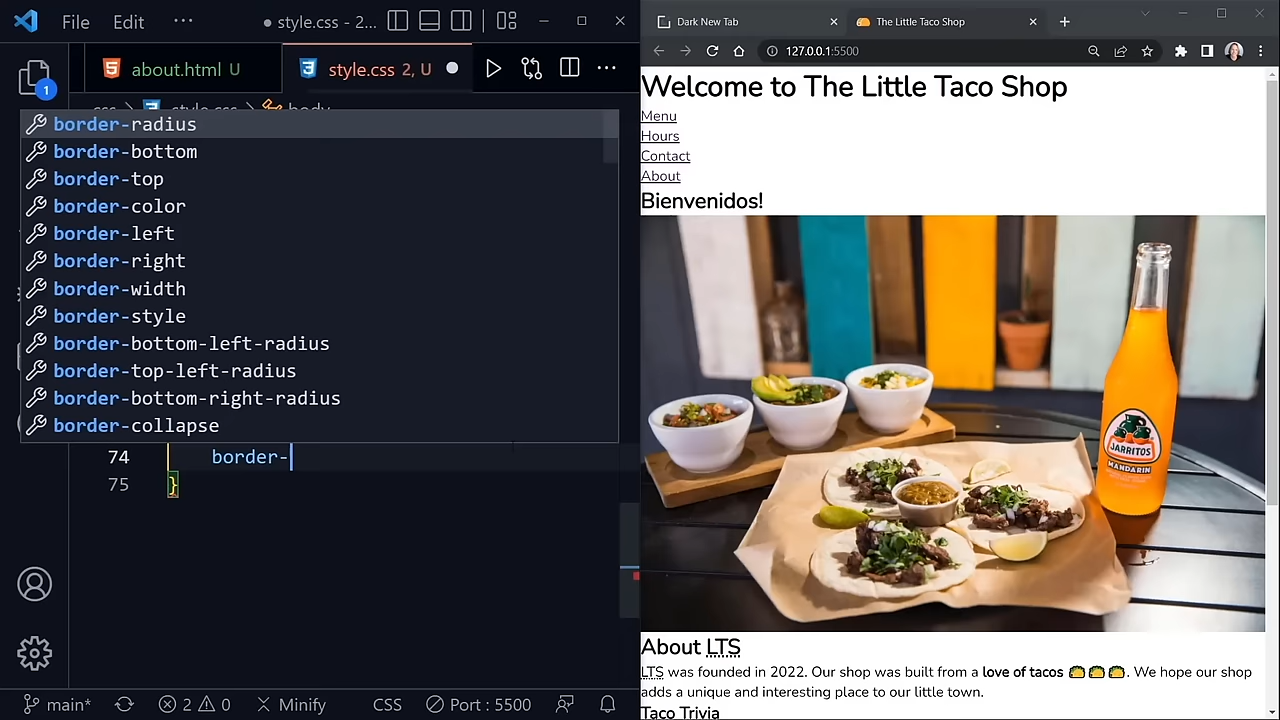 File Edit ··· ● style.css - 2...
about.html U style.css 2, U ● ···
css > style.css > body
border-radius
border-bottom
border-top
border-color
border-left
border-right
border-width
border-style
border-bottom-left-radius
border-top-left-radius
border-bottom-right-radius
border-collapse
74 border-
75 }
1
main* 2 0 Minify CSS Port : 5500
Dark New Tab The Little Taco Shop
127.0.0.1:5500
Welcome to The Little Taco Shop
Menu
Hours
Contact
About
Bienvenidos!
JARRITOS
MANDARIN
About LTS
LTS was founded in 2022. Our shop was built from a love of tacos 🌮🌮🌮. We hope our shop
adds a unique and interesting place to our little town.
Taco Trivia